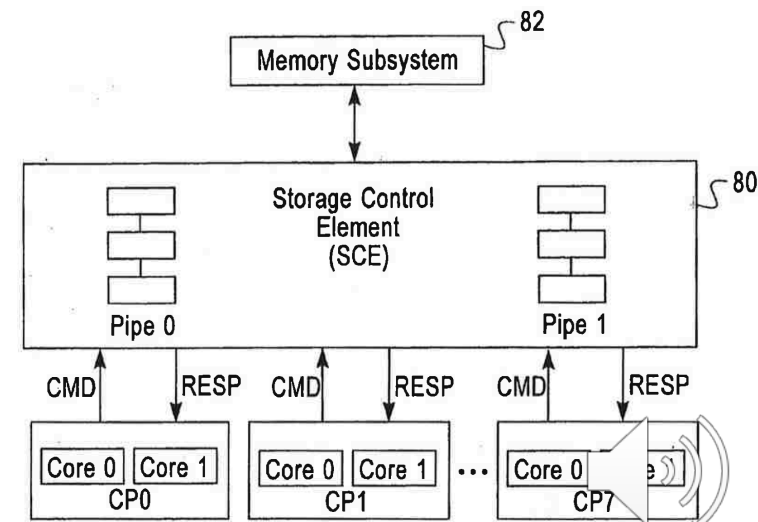 82
Memory Subsystem
80
Storage Control
Element
(SCE)
Pipe 0
Pipe 1
CMD
RESP
CMD
RESP
CMD
RESP
Core 0
Core 1
Core 0
Core 1
...
Core 0
CP0
CP1
CP7